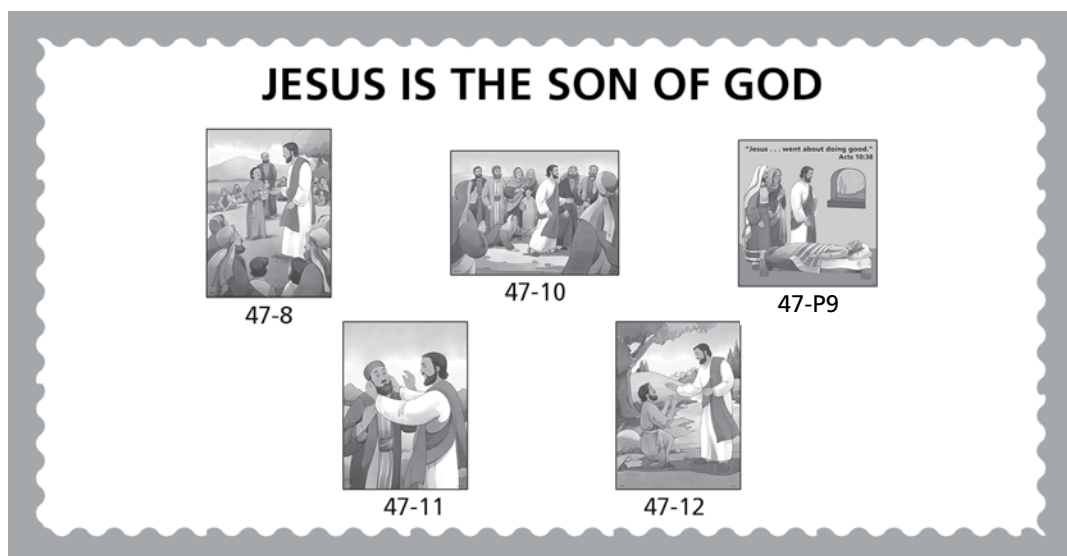 JESUS IS THE SON OF GOD
"Jesus . . . went about doing good."
Acts 10:38
47-8
47-10
47-P9
47-11
47-12